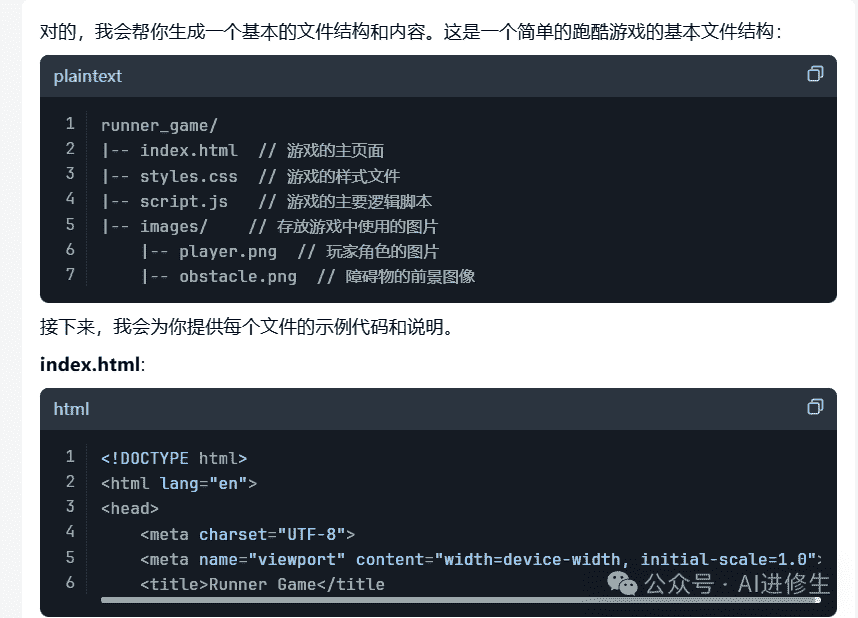 对的，我会帮你生成一个基本的文件结构和内容。这是一个简单的跑酷游戏的基本文件结构：
plaintext
1 runner_game/
2 |-- index.html  // 游戏的主页面
3 |-- styles.css  // 游戏的样式文件
4 |-- script.js   // 游戏的主要逻辑脚本
5 |-- images/    // 存放游戏中使用的图片
6     |-- player.png  // 玩家角色的图片
7     |-- obstacle.png  // 障碍物的前景图像
接下来，我会为你提供每个文件的示例代码和说明。
index.html:
html
1 <!DOCTYPE html>
2 <html lang="en">
3 <head>
4     <meta charset="UTF-8">
5     <meta name="viewport" content="width=device-width, initial-scale=1.0">
6     <title>Runner Game</title
公众号 · AI进修生